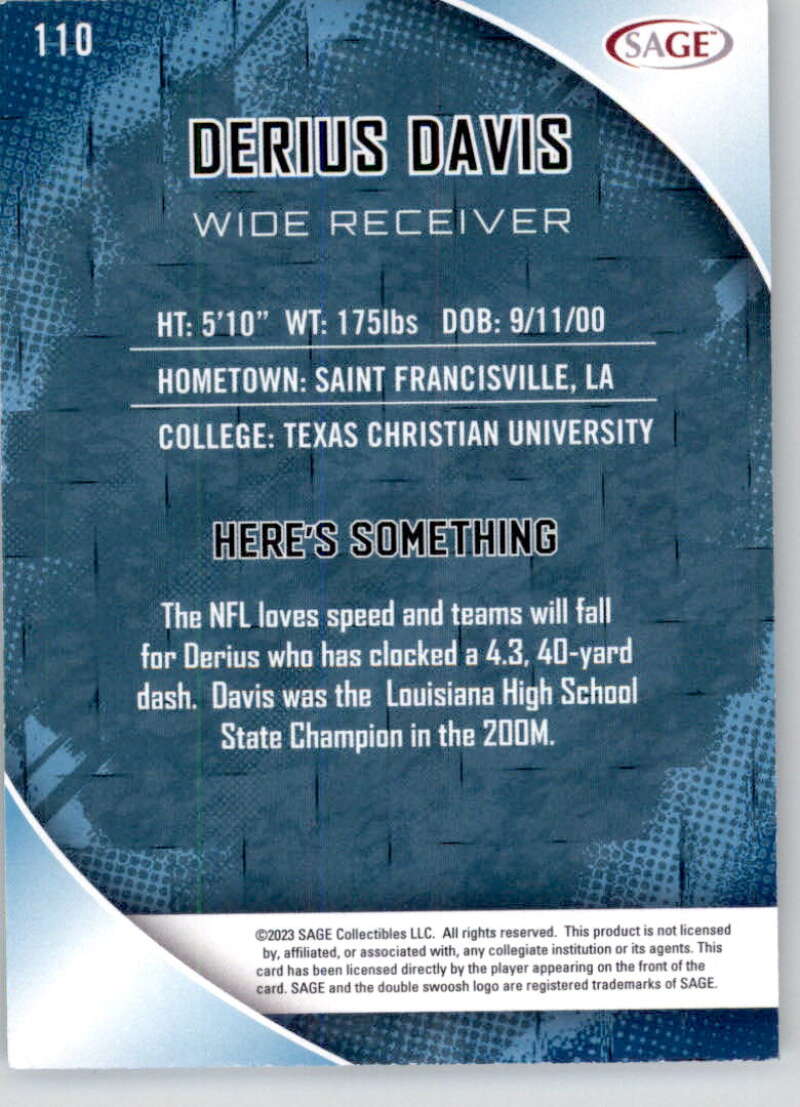 110
SAGE™
DERIUS DAVIS
WIDE RECEIVER
HT: 5'10" WT: 175lbs DOB: 9/11/00
HOMETOWN: SAINT FRANCISVILLE, LA
COLLEGE: TEXAS CHRISTIAN UNIVERSITY
HERE'S SOMETHING
The NFL loves speed and teams will fall
for Derius who has clocked a 4.3, 40-yard
dash. Davis was the Louisiana High School
State Champion in the 200M.
©2023 SAGE Collectibles LLC. All rights reserved. This product is not licensed
by, affiliated, or associated with, any collegiate institution or its agents. This
card has been licensed directly by the player appearing on the front of the
card. SAGE and the double swoosh logo are registered trademarks of SAGE.